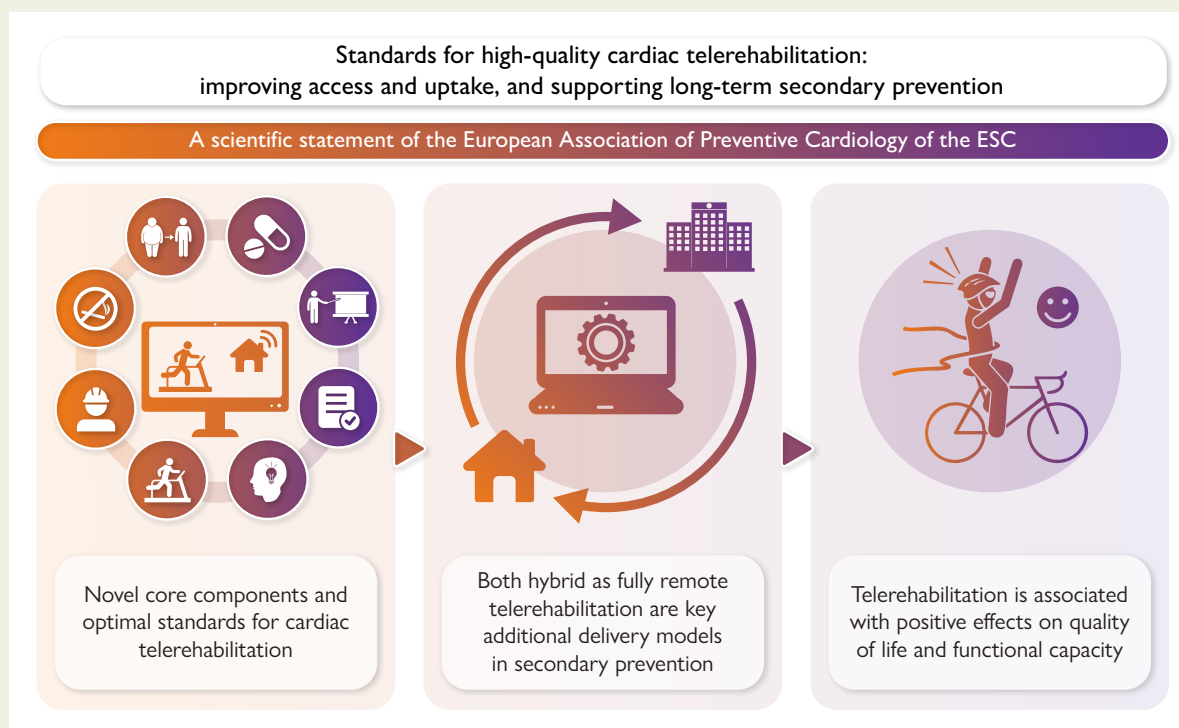 Standards for high-quality cardiac telerehabilitation:
improving access and uptake, and supporting long-term secondary prevention
A scientific statement of the European Association of Preventive Cardiology of the ESC
Novel core components and
optimal standards for cardiac
telerehabilitation
Both hybrid as fully remote
telerehabilitation are key
additional delivery models
in secondary prevention
Telerehabilitation is associated
with positive effects on quality
of life and functional capacity